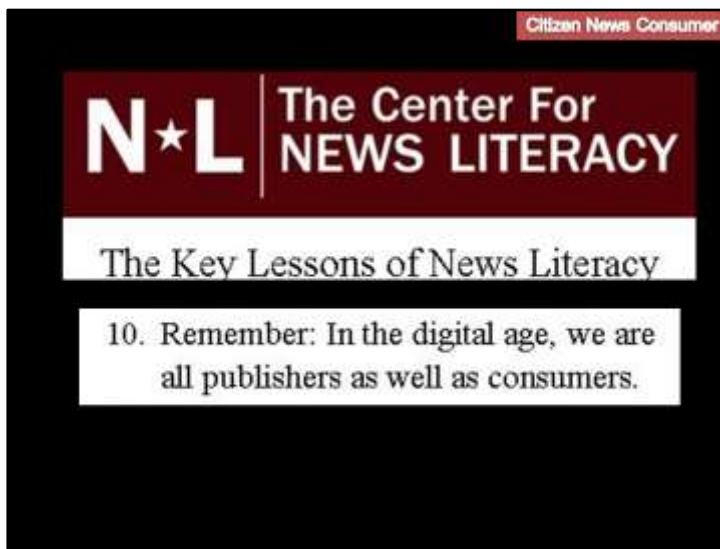 Citizen News Consumer
N★L
The Center For
NEWS LITERACY
The Key Lessons of News Literacy
10. Remember: In the digital age, we are
all publishers as well as consumers.